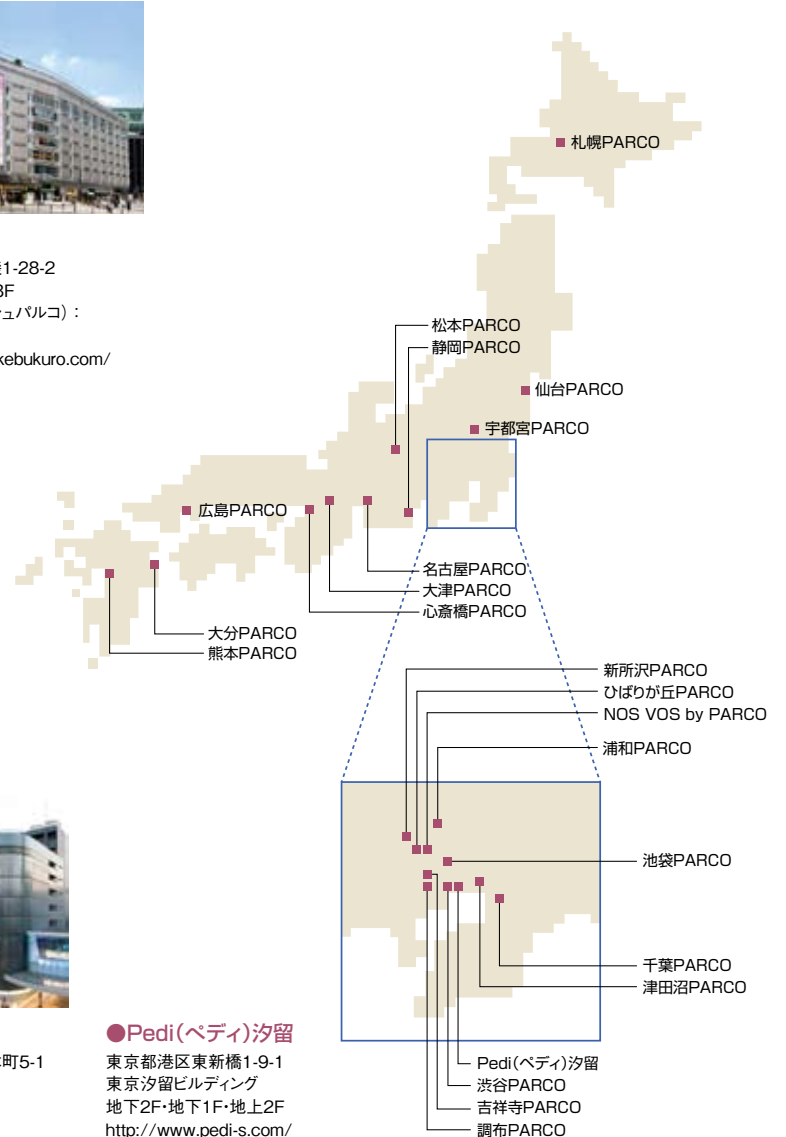 1-28-2
3F
ュパルコ）：
kebukuro.com/
札幌PARCO
松本PARCO
静岡PARCO
仙台PARCO
宇都宮PARCO
広島PARCO
名古屋PARCO
大津PARCO
心斎橋PARCO
大分PARCO
熊本PARCO
新所沢PARCO
ひばりが丘PARCO
NOS VOS by PARCO
浦和PARCO
池袋PARCO
千葉PARCO
津田沼PARCO
Pedi(ペディ)汐留
渋谷PARCO
吉祥寺PARCO
調布PARCO
町5-1
●Pedi(ペディ)汐留
東京都港区東新橋1-9-1
東京汐留ビルディング
地下2F・地下1F・地上2F
http://www.pedi-s.com/